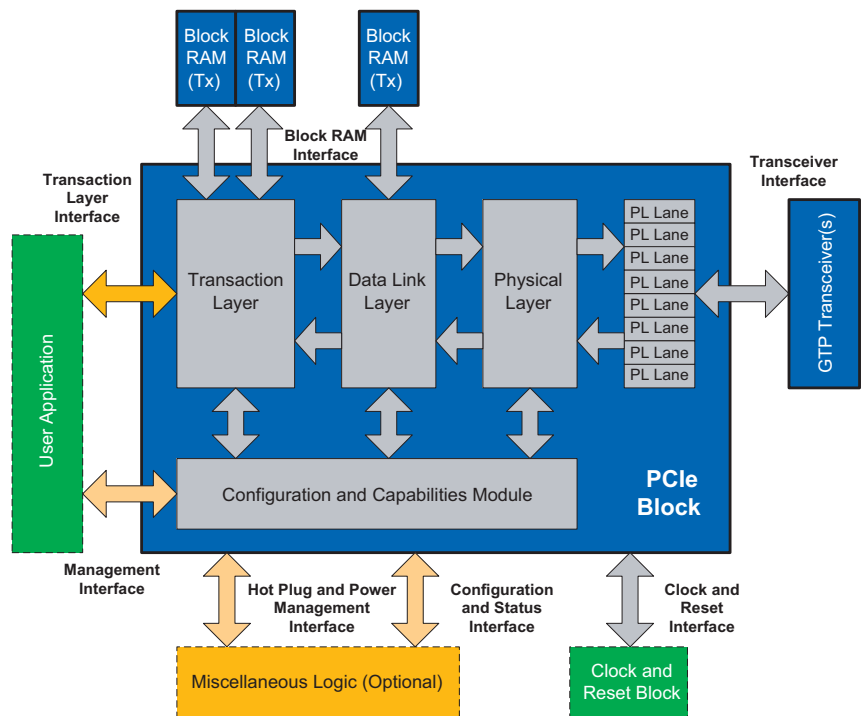 Block
RAM
(Tx)
Block
RAM
(Tx)
Block
RAM
(Tx)
Block RAM
Interface
Transaction
Layer
Interface
Transceiver
Interface
User Application
Transaction
Layer
Data Link
Layer
Physical
Layer
PL Lane
PL Lane
PL Lane
PL Lane
PL Lane
PL Lane
PL Lane
PL Lane
GTP Transceiver(s)
Configuration and Capabilities Module
PCIe
Block
Management
Interface
Hot Plug and Power
Management
Interface
Configuration
and Status
Interface
Clock and
Reset
Interface
Miscellaneous Logic (Optional)
Clock and
Reset Block